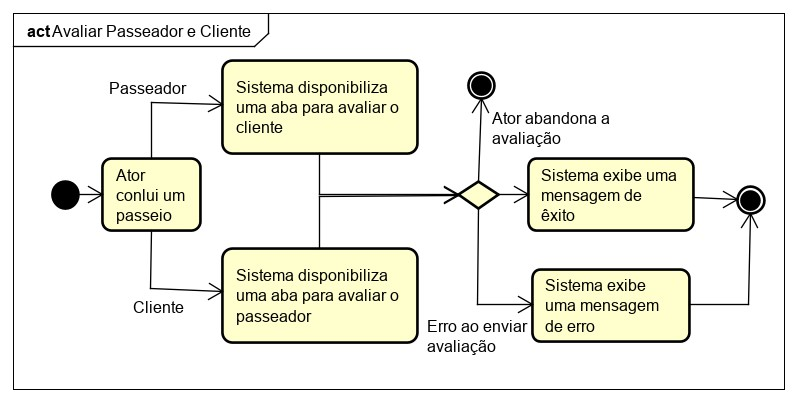 act Avaliar Passeador e Cliente
Passeador
Sistema disponibiliza
uma aba para avaliar o
cliente
Ator abandona a
avaliação
Ator
conlui um
passeio
Sistema exibe uma
mensagem de
êxito
Cliente
Sistema disponibiliza
uma aba para avaliar o
passeador
Erro ao enviar
avaliação
Sistema exibe
uma mensagem
de erro